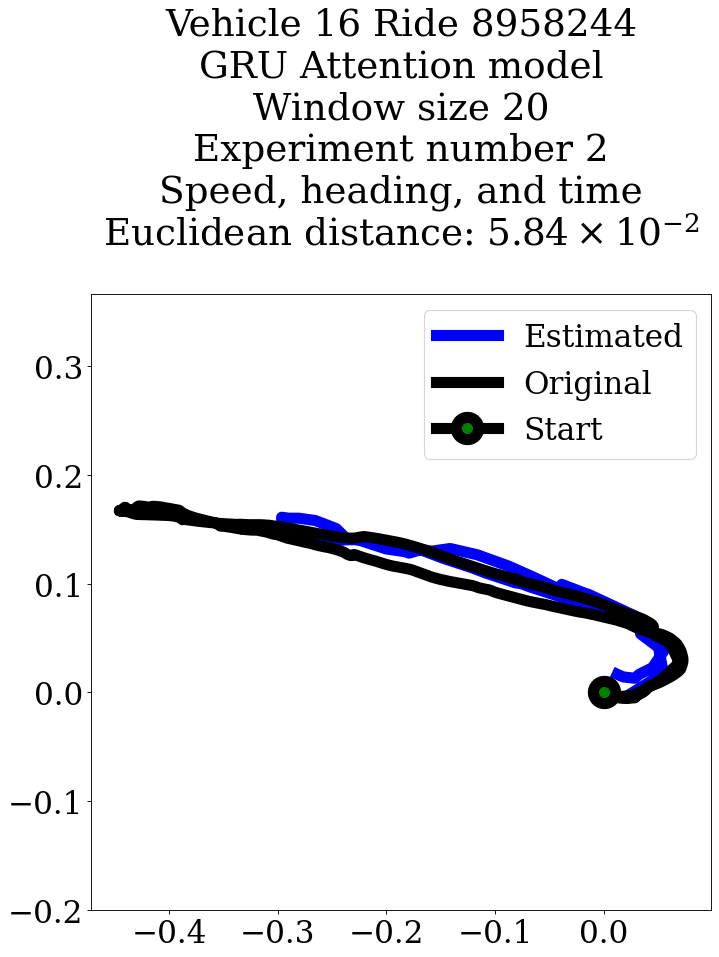 Vehicle 16 Ride 8958244
GRU Attention model
Window size 20
Experiment number 2
Speed, heading, and time
Euclidean distance: 5.84 × 10⁻²
Estimated
Original
Start
0.3
0.2
0.1
0.0
−0.1
−0.2
−0.4 −0.3 −0.2 −0.1 0.0